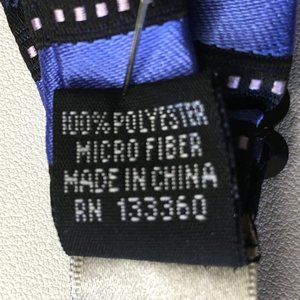 100% POLYESTER
MICRO FIBER
MADE IN CHINA
RN 133360